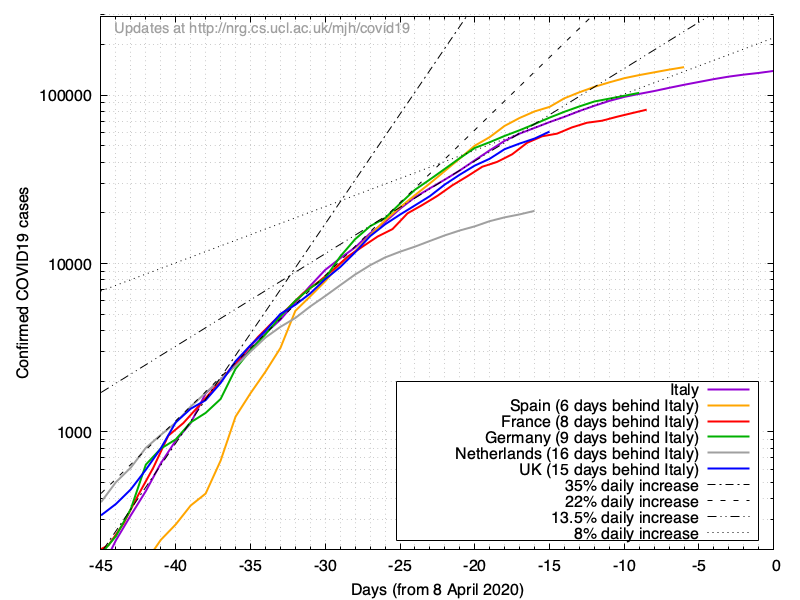 Updates at http://nrg.cs.ucl.ac.uk/mjh/covid19
100000
10000
1000
Confirmed COVID19 cases
Italy
Spain (6 days behind Italy)
France (8 days behind Italy)
Germany (9 days behind Italy)
Netherlands (16 days behind Italy)
UK (15 days behind Italy)
35% daily increase
22% daily increase
13.5% daily increase
8% daily increase
-45 -40 -35 -30 -25 -20 -15 -10 -5 0
Days (from 8 April 2020)